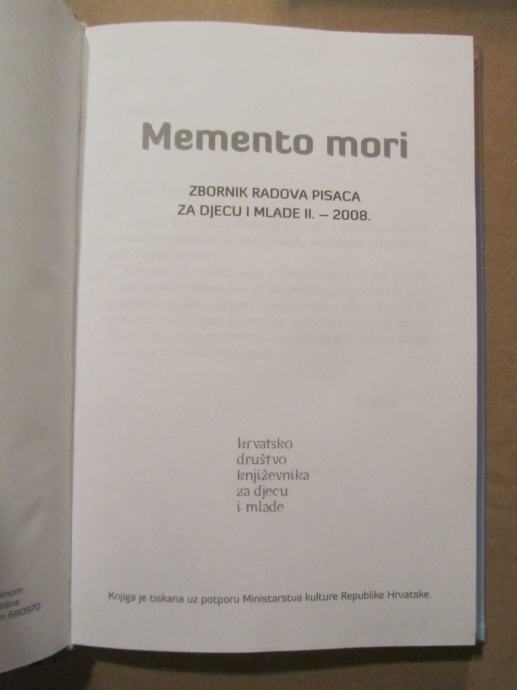 Memento mori
ZBORNIK RADOVA PISACA
ZA DJECU I MLADE II. – 2008.
hrvatsko
društvo
književnika
za djecu
i mlade
Knjiga je tiskana uz potporu Ministarstva kulture Republike Hrvatske.
680970.